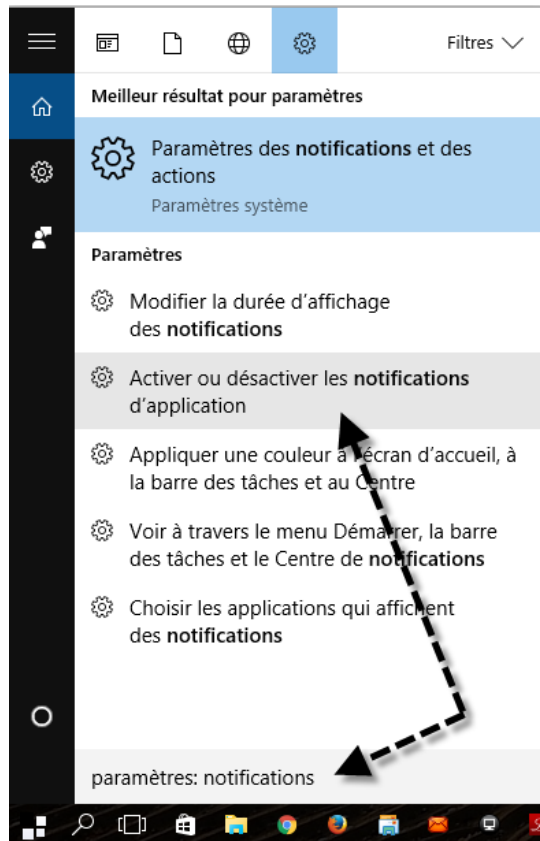 Filtres
Meilleur résultat pour paramètres
Paramètres des notifications et des
actions
Paramètres système
Paramètres
Modifier la durée d’affichage
des notifications
Activer ou désactiver les notifications
d’application
Appliquer une couleur à l’écran d’accueil, à
la barre des tâches et au Centre
Voir à travers le menu Démarrer, la barre
des tâches et le Centre de notifications
Choisir les applications qui affichent
des notifications
paramètres: notifications